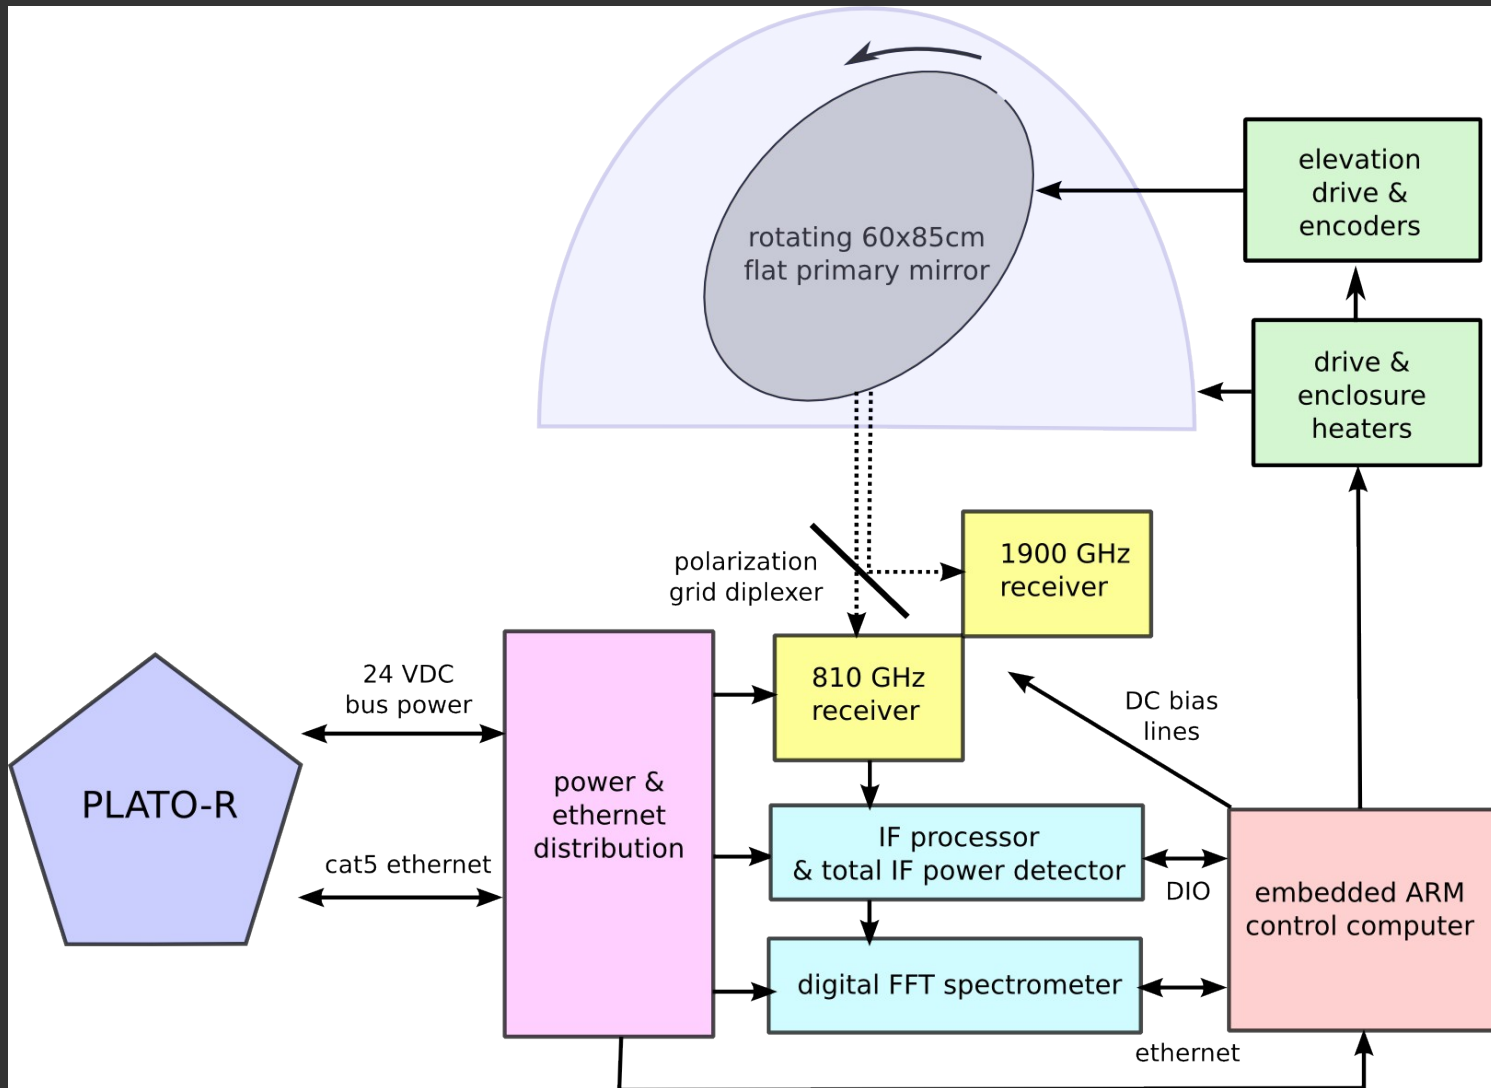 rotating 60x85cm
flat primary mirror
elevation
drive &
encoders
drive &
enclosure
heaters
polarization
grid diplexer
1900 GHz
receiver
810 GHz
receiver
24 VDC
bus power
DC bias
lines
PLATO-R
power &
ethernet
distribution
cat5 ethernet
IF processor
& total IF power detector
DIO
embedded ARM
control computer
digital FFT spectrometer
ethernet